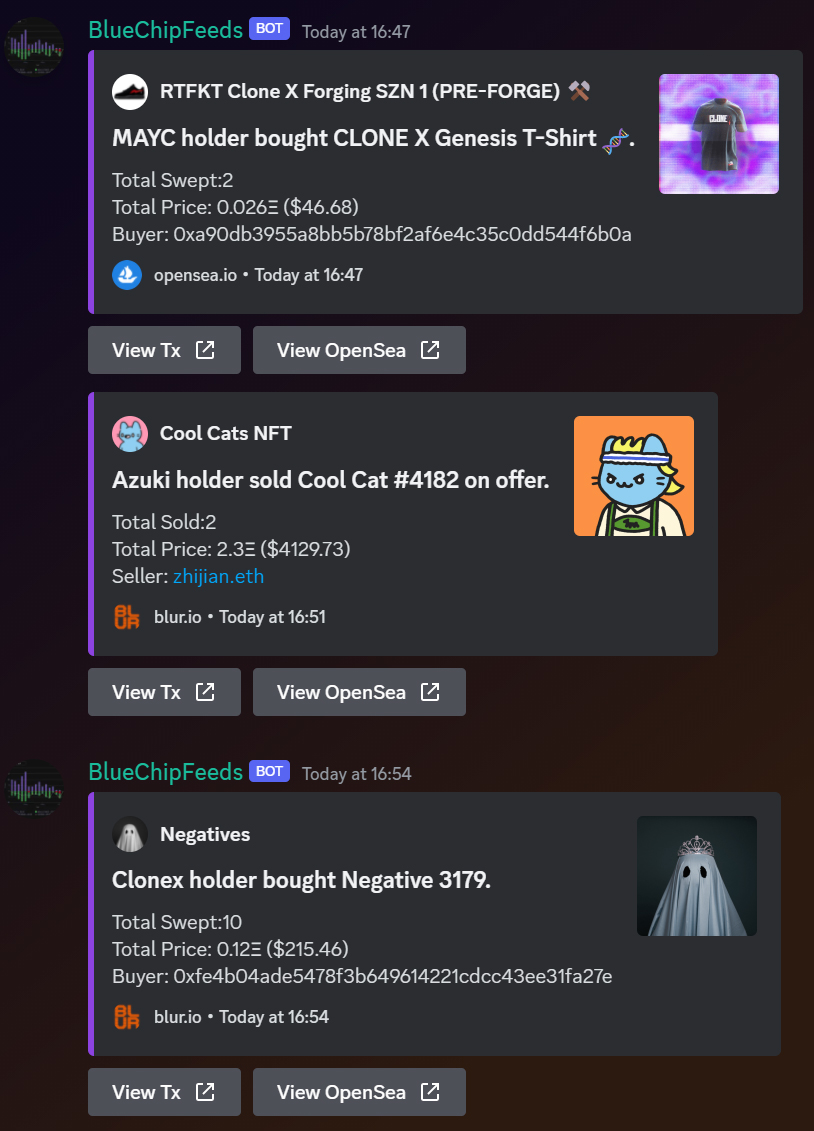 BlueChipFeeds BOT Today at 16:47
RTFKT Clone X Forging SZN 1 (PRE-FORGE) ⚒️
MAYC holder bought CLONE X Genesis T-Shirt 🧬.
CLONE
Total Swept:2
Total Price: 0.026Ξ ($46.68)
Buyer: 0xa90db3955a8bb5b78bf2af6e4c35c0dd544f6b0a
opensea.io • Today at 16:47
View Tx View OpenSea
Cool Cats NFT
Azuki holder sold Cool Cat #4182 on offer.
Total Sold:2
Total Price: 2.3Ξ ($4129.73)
Seller: zhijian.eth
BLUR blur.io • Today at 16:51
View Tx View OpenSea
BlueChipFeeds BOT Today at 16:54
Negatives
Clonex holder bought Negative 3179.
Total Swept:10
Total Price: 0.12Ξ ($215.46)
Buyer: 0xfe4b04ade5478f3b649614221cdcc43ee31fa27e
BLUR blur.io • Today at 16:54
View Tx View OpenSea